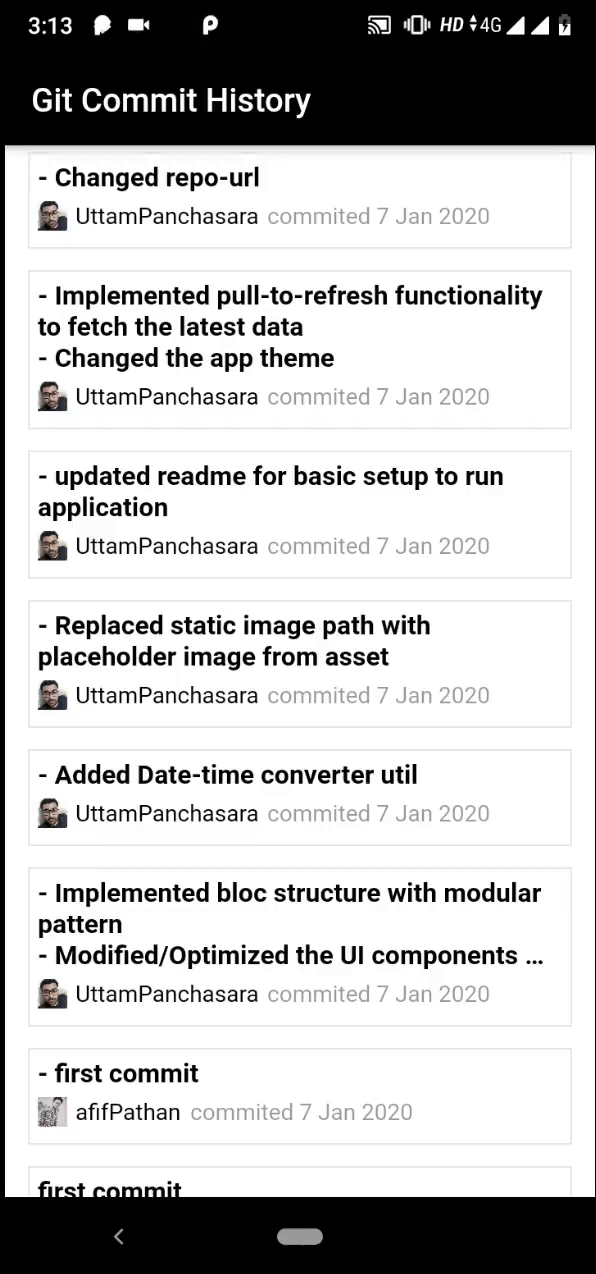 3:13 HD 4G
Git Commit History
- Changed repo-url
UttamPanchasara commited 7 Jan 2020
- Implemented pull-to-refresh functionality
to fetch the latest data
- Changed the app theme
UttamPanchasara commited 7 Jan 2020
- updated readme for basic setup to run
application
UttamPanchasara commited 7 Jan 2020
- Replaced static image path with
placeholder image from asset
UttamPanchasara commited 7 Jan 2020
- Added Date-time converter util
UttamPanchasara commited 7 Jan 2020
- Implemented bloc structure with modular
pattern
- Modified/Optimized the UI components ...
UttamPanchasara commited 7 Jan 2020
- first commit
afifPathan commited 7 Jan 2020
first commit